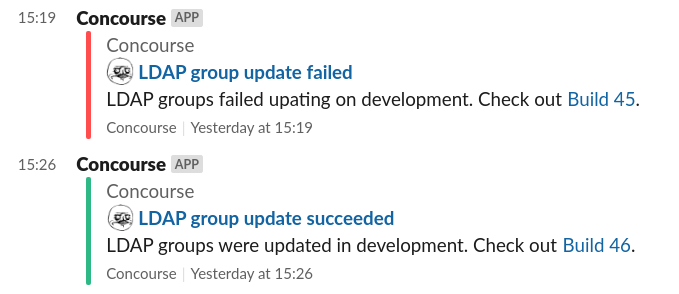 15:19 Concourse APP
Concourse
LDAP group update failed
LDAP groups failed upating on development. Check out Build 45.
Concourse | Yesterday at 15:19
15:26 Concourse APP
Concourse
LDAP group update succeeded
LDAP groups were updated in development. Check out Build 46.
Concourse | Yesterday at 15:26